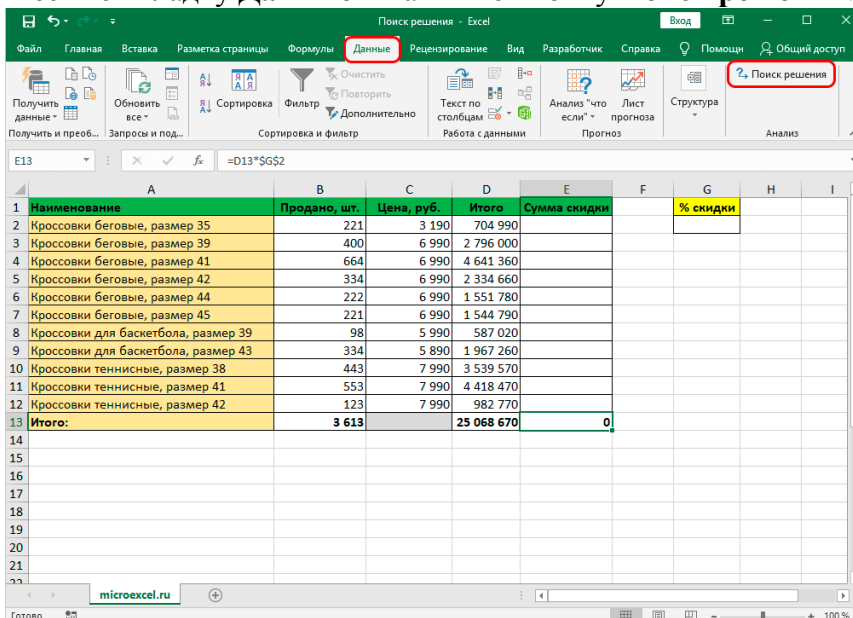 Поиск решения - Excel Вход
Файл Главная Вставка Разметка страницы Формулы Данные Рецензирование Вид Разработчик Справка Помощн Общий доступ
Получить данные Обновить все Сортировка Фильтр Очистить Повторить Дополнительно Текст по столбцам Анализ "что если" Лист прогноза Структура Поиск решения
Получить и преоб... Запросы и под... Сортировка и фильтр Работа с данными Прогноз Анализ
E13 fx =D13*$G$2
A B C D E F G H I
1 Наименование Продано, шт. Цена, руб. Итого Сумма скидки % скидки
2 Кроссовки беговые, размер 35 221 3 190 704 990
3 Кроссовки беговые, размер 39 400 6 990 2 796 000
4 Кроссовки беговые, размер 41 664 6 990 4 641 360
5 Кроссовки беговые, размер 42 334 6 990 2 334 660
6 Кроссовки беговые, размер 44 222 6 990 1 551 780
7 Кроссовки беговые, размер 45 221 6 990 1 544 790
8 Кроссовки для баскетбола, размер 39 98 5 990 587 020
9 Кроссовки для баскетбола, размер 43 334 5 890 1 967 260
10 Кроссовки теннисные, размер 38 443 7 990 3 539 570
11 Кроссовки теннисные, размер 41 553 7 990 4 418 470
12 Кроссовки теннисные, размер 42 123 7 990 982 770
13 Итого: 3 613 25 068 670 0
14
15
16
17
18
19
20
21
22
microexcel.ru
Готово 100 %